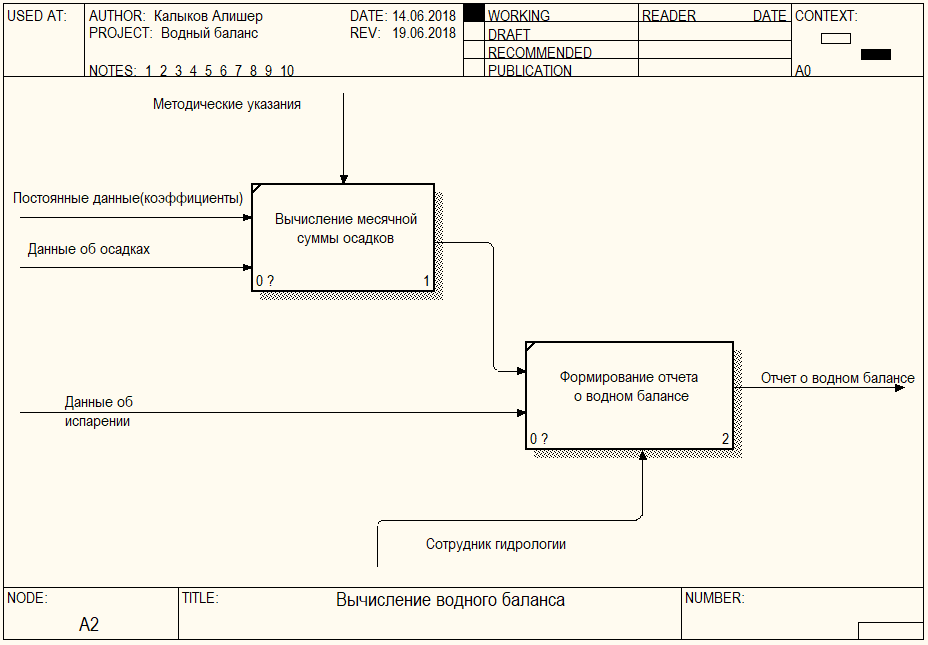 USED AT:
AUTHOR: Калыков Алишер
DATE: 14.06.2018
PROJECT: Водный баланс
REV: 19.06.2018
NOTES: 1 2 3 4 5 6 7 8 9 10
WORKING
DRAFT
RECOMMENDED
PUBLICATION
READER
DATE
CONTEXT:
A0
Методические указания
Постоянные данные(коэффициенты)
Данные об осадках
Вычисление месячной
суммы осадков
0 ?
1
Формирование отчета
о водном балансе
0 ?
2
Отчет о водном балансе
Данные об
испарении
Сотрудник гидрологии
NODE:
A2
TITLE:
Вычисление водного баланса
NUMBER: